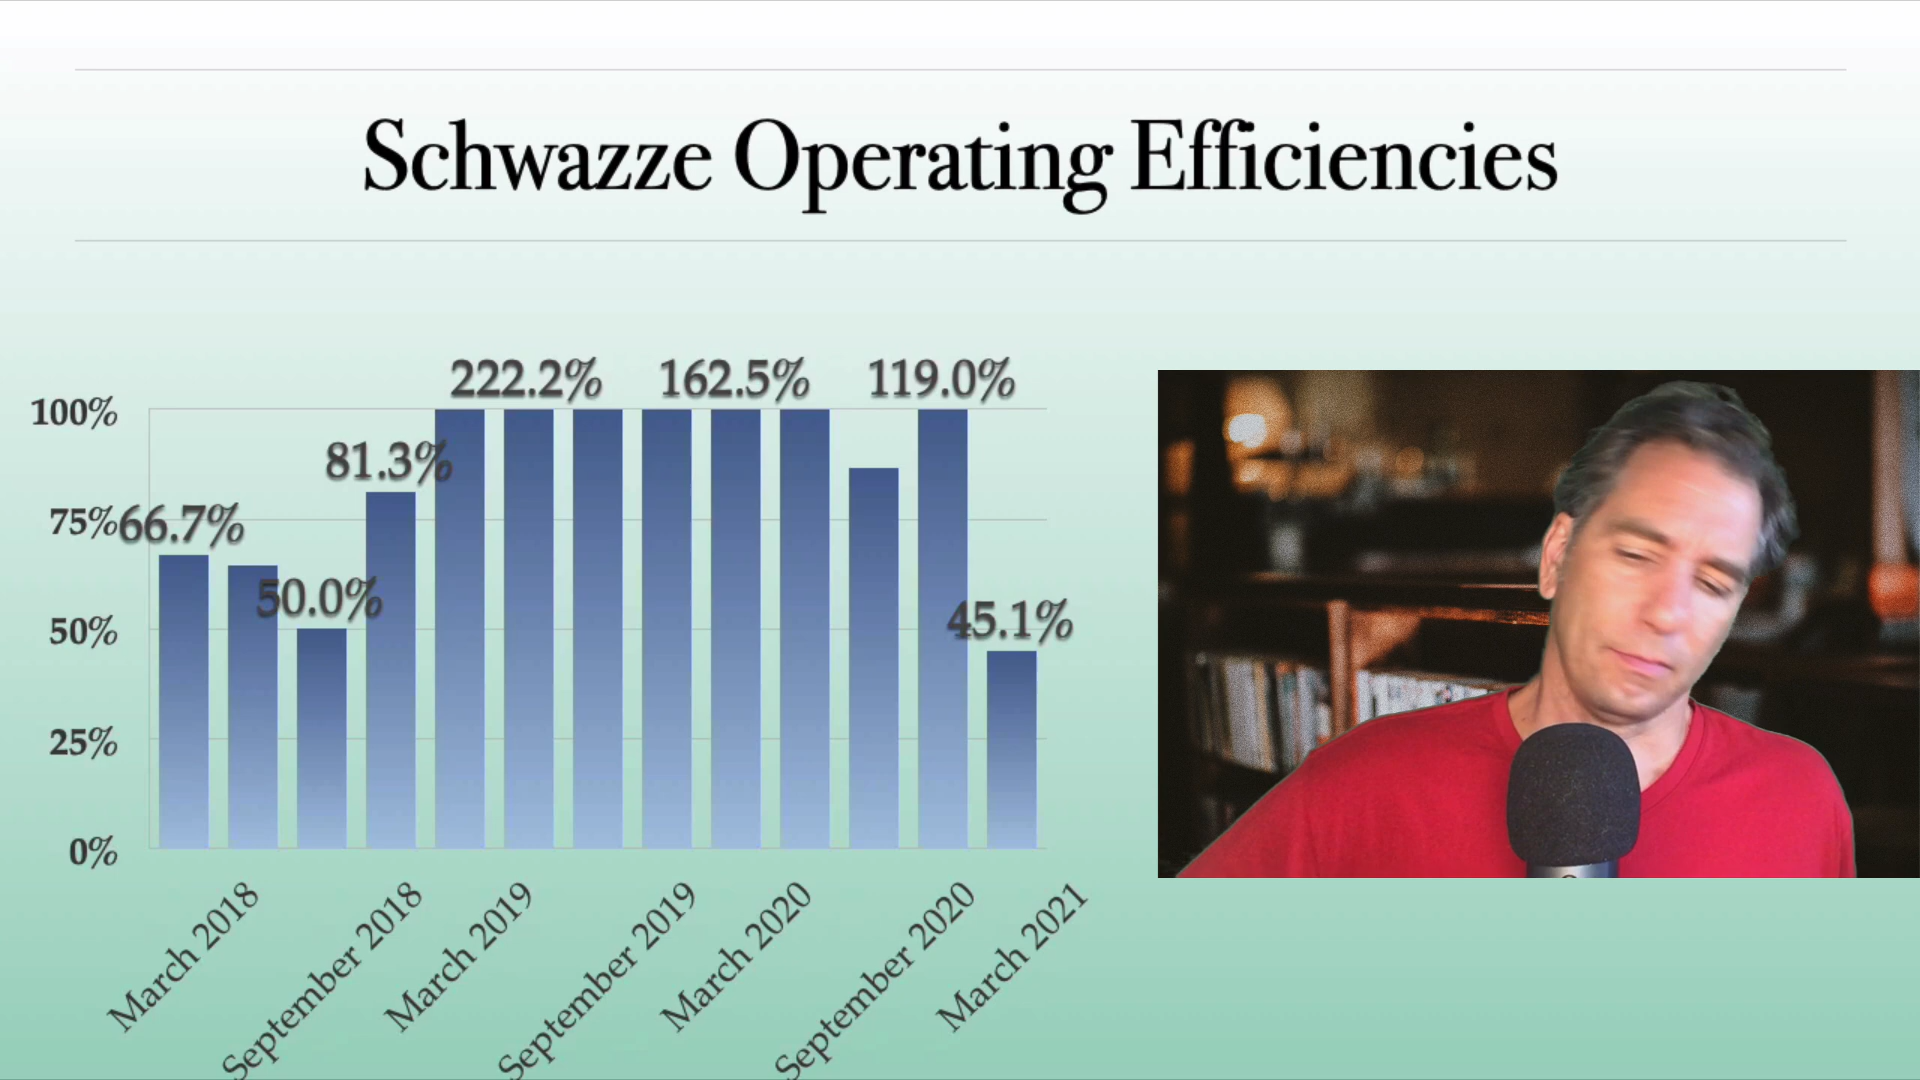 Schwazze Operating Efficiencies
222.2% 162.5% 119.0%
100%
81.3%
75% 66.7%
50.0%
45.1%
50%
25%
0%
March 2018
September 2018
March 2019
September 2019
March 2020
September 2020
March 2021